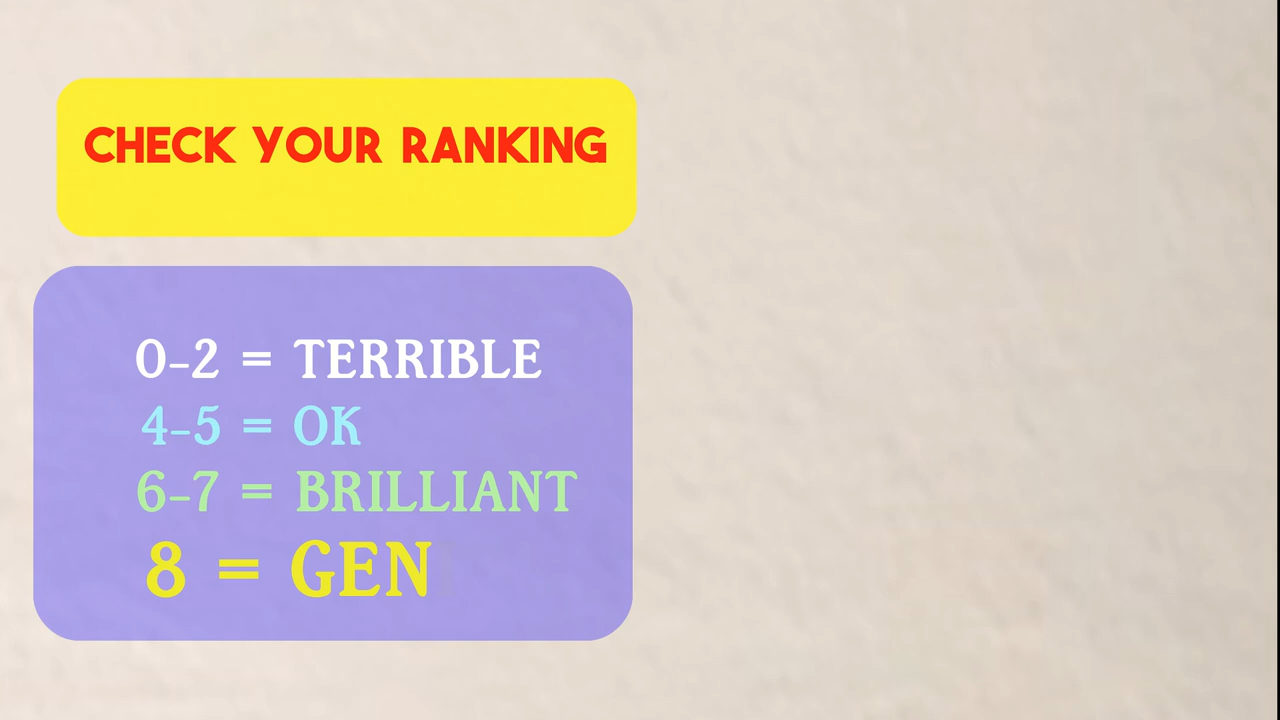 CHECK YOUR RANKING
0-2 = TERRIBLE
4-5 = OK
6-7 = BRILLIANT
8 = GEN